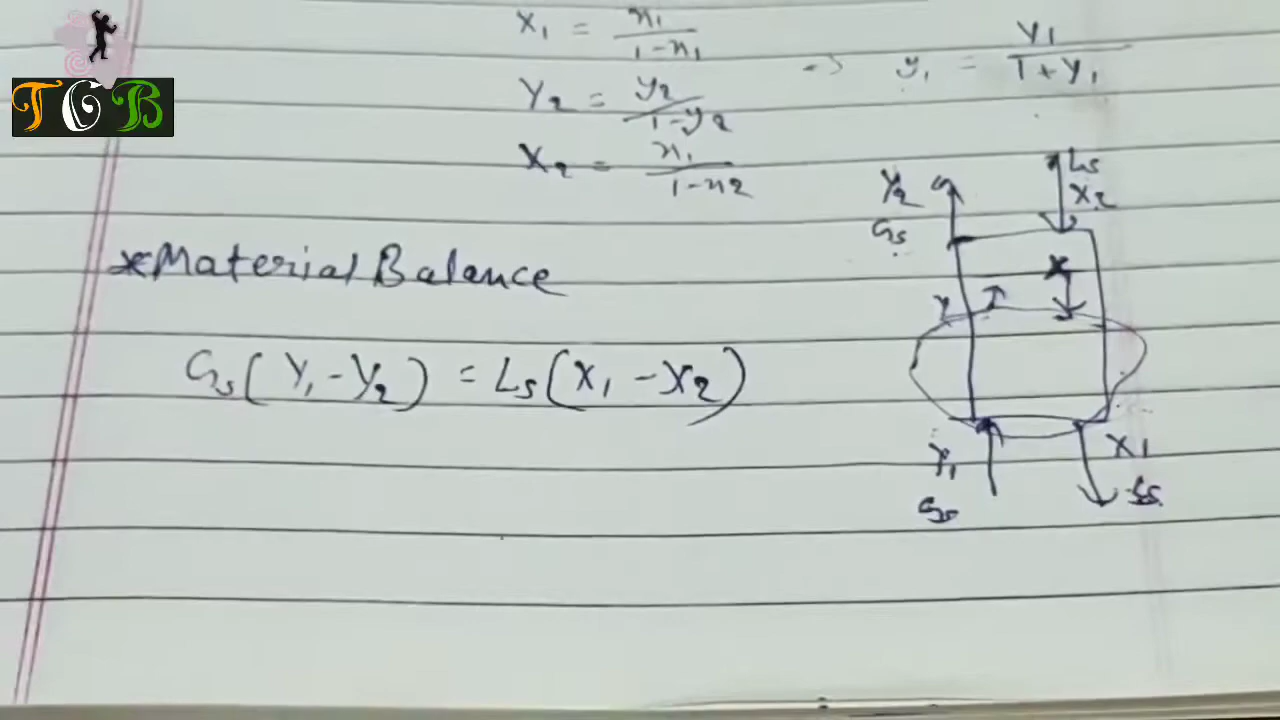 TGB
X₁ = x₁/(1-x₁)
⇒ y₁ = Y₁/(1+Y₁)
Y₂ = y₂/(1-y₂)
X₂ = x₁/(1-x2)
*Material Balance
Gs(Y₁-Y₂) = Ls(X₁-X₂)
Y₂
Gs
Ls
X₂
X
Y
Y₁
Gs
X₁
Ls